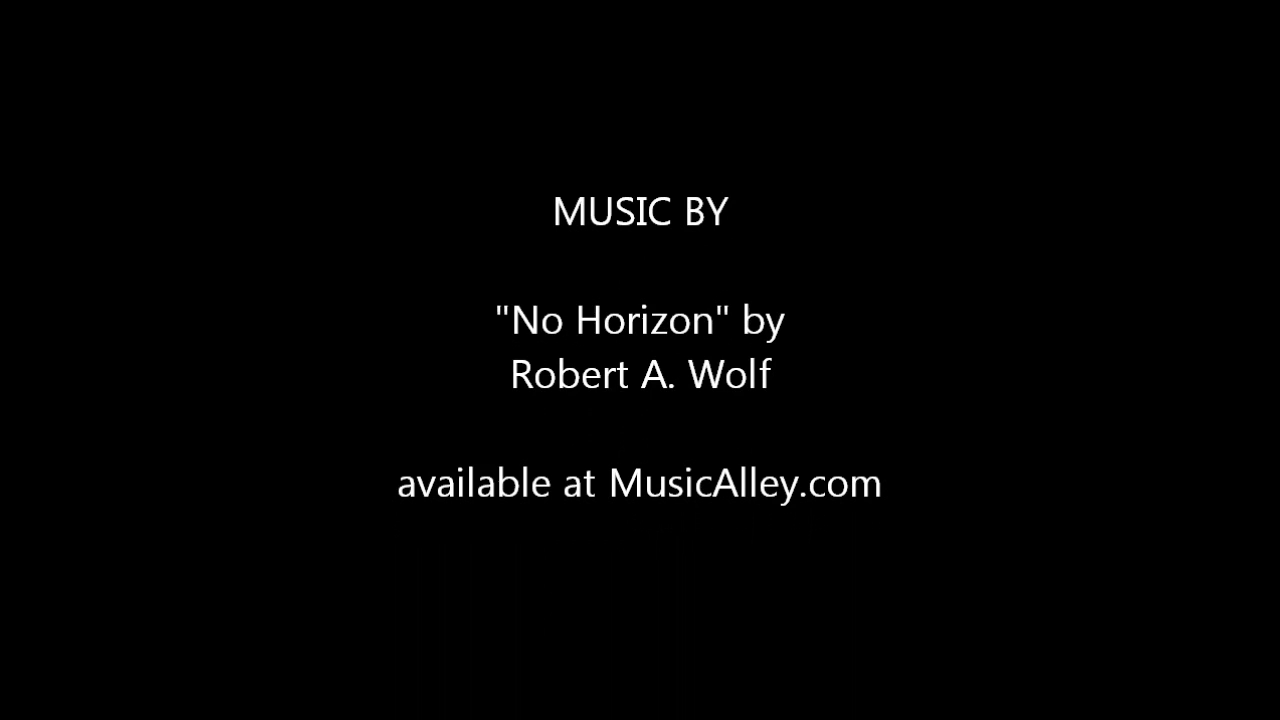 MUSIC BY
"No Horizon" by
Robert A. Wolf
available at MusicAlley.com